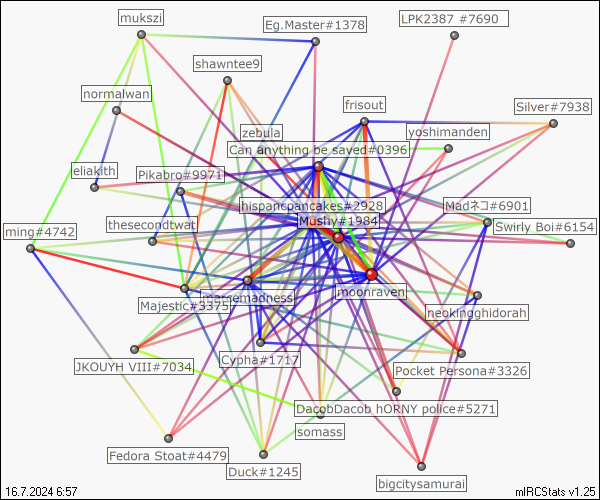 mukszi
Eg.Master#1378
LPK2387 #7690
shawntee9
normalwan
frisout
Silver#7938
zebula
yoshimanden
Can anything be saved#0396
eliakith
Pikabro#9971
hispanicpancakes#2928
Madネコ#6901
Mushy#1984
thesecondtwat
Swirly Boi#6154
ming#4742
moonraven
Majestic#3375
marriemadness
neokingghidorah
Cypha#1717
JKOUYH VIII#7034
Pocket Persona#3326
DacobDacob hORNY police#5271
somass
Fedora Stoat#4479
Duck#1245
bigcitysamurai
16.7.2024 6:57
mIRCStats v1.25